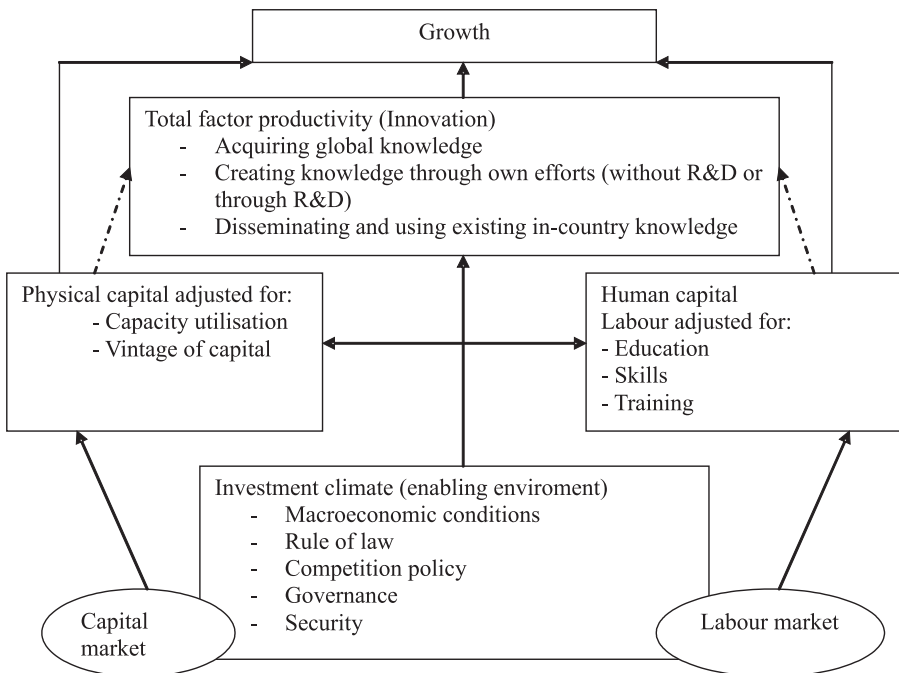 Growth
Total factor productivity (Innovation)
- Acquiring global knowledge
- Creating knowledge through own efforts (without R&D or
through R&D)
- Disseminating and using existing in-country knowledge
Physical capital adjusted for:
- Capacity utilisation
- Vintage of capital
Human capital
Labour adjusted for:
- Education
- Skills
- Training
Investment climate (enabling enviroment)
- Macroeconomic conditions
- Rule of law
- Competition policy
- Governance
- Security
Capital
market
Labour market